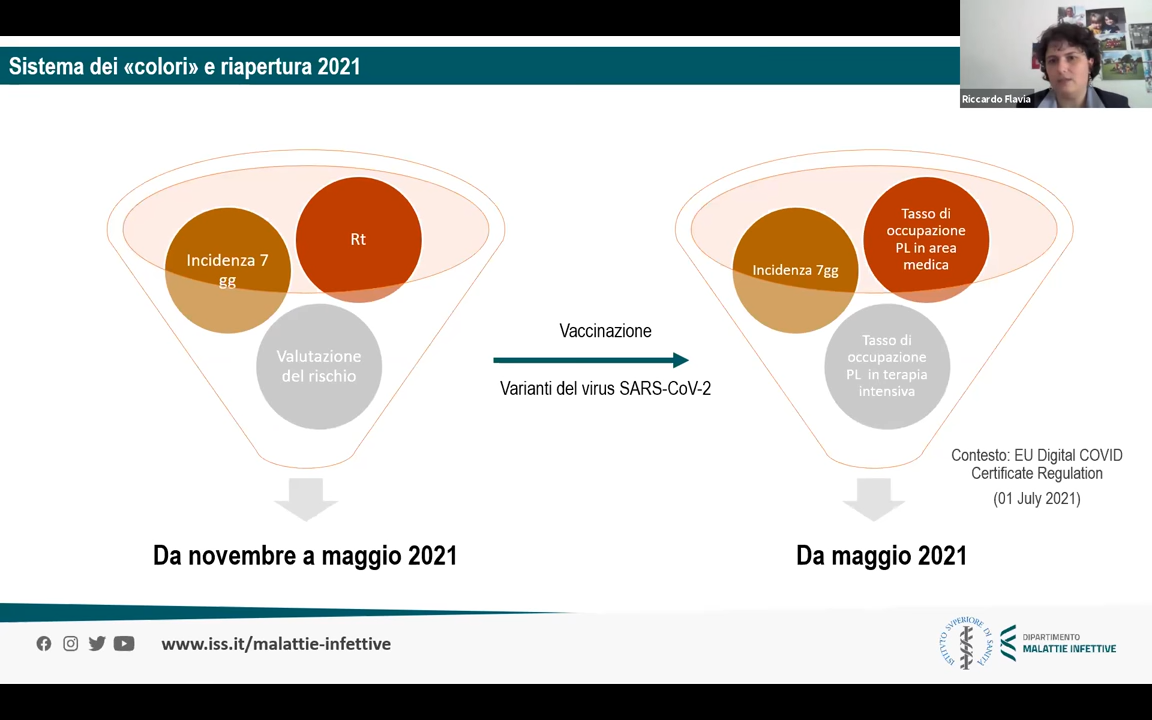 Sistema dei «colori» e riapertura 2021
Riccardo Flavia
Incidenza 7
gg
Rt
Valutazione
del rischio
Vaccinazione
Varianti del virus SARS-CoV-2
Incidenza 7gg
Tasso di
occupazione
PL in area
medica
Tasso di
occupazione
PL in terapia
intensiva
Contesto: EU Digital COVID
Certificate Regulation
(01 July 2021)
Da novembre a maggio 2021
Da maggio 2021
www.iss.it/malattie-infettive
ISTITVTO SVPERIORE DI SANITÀ
DIPARTIMENTO
MALATTIE INFETTIVE